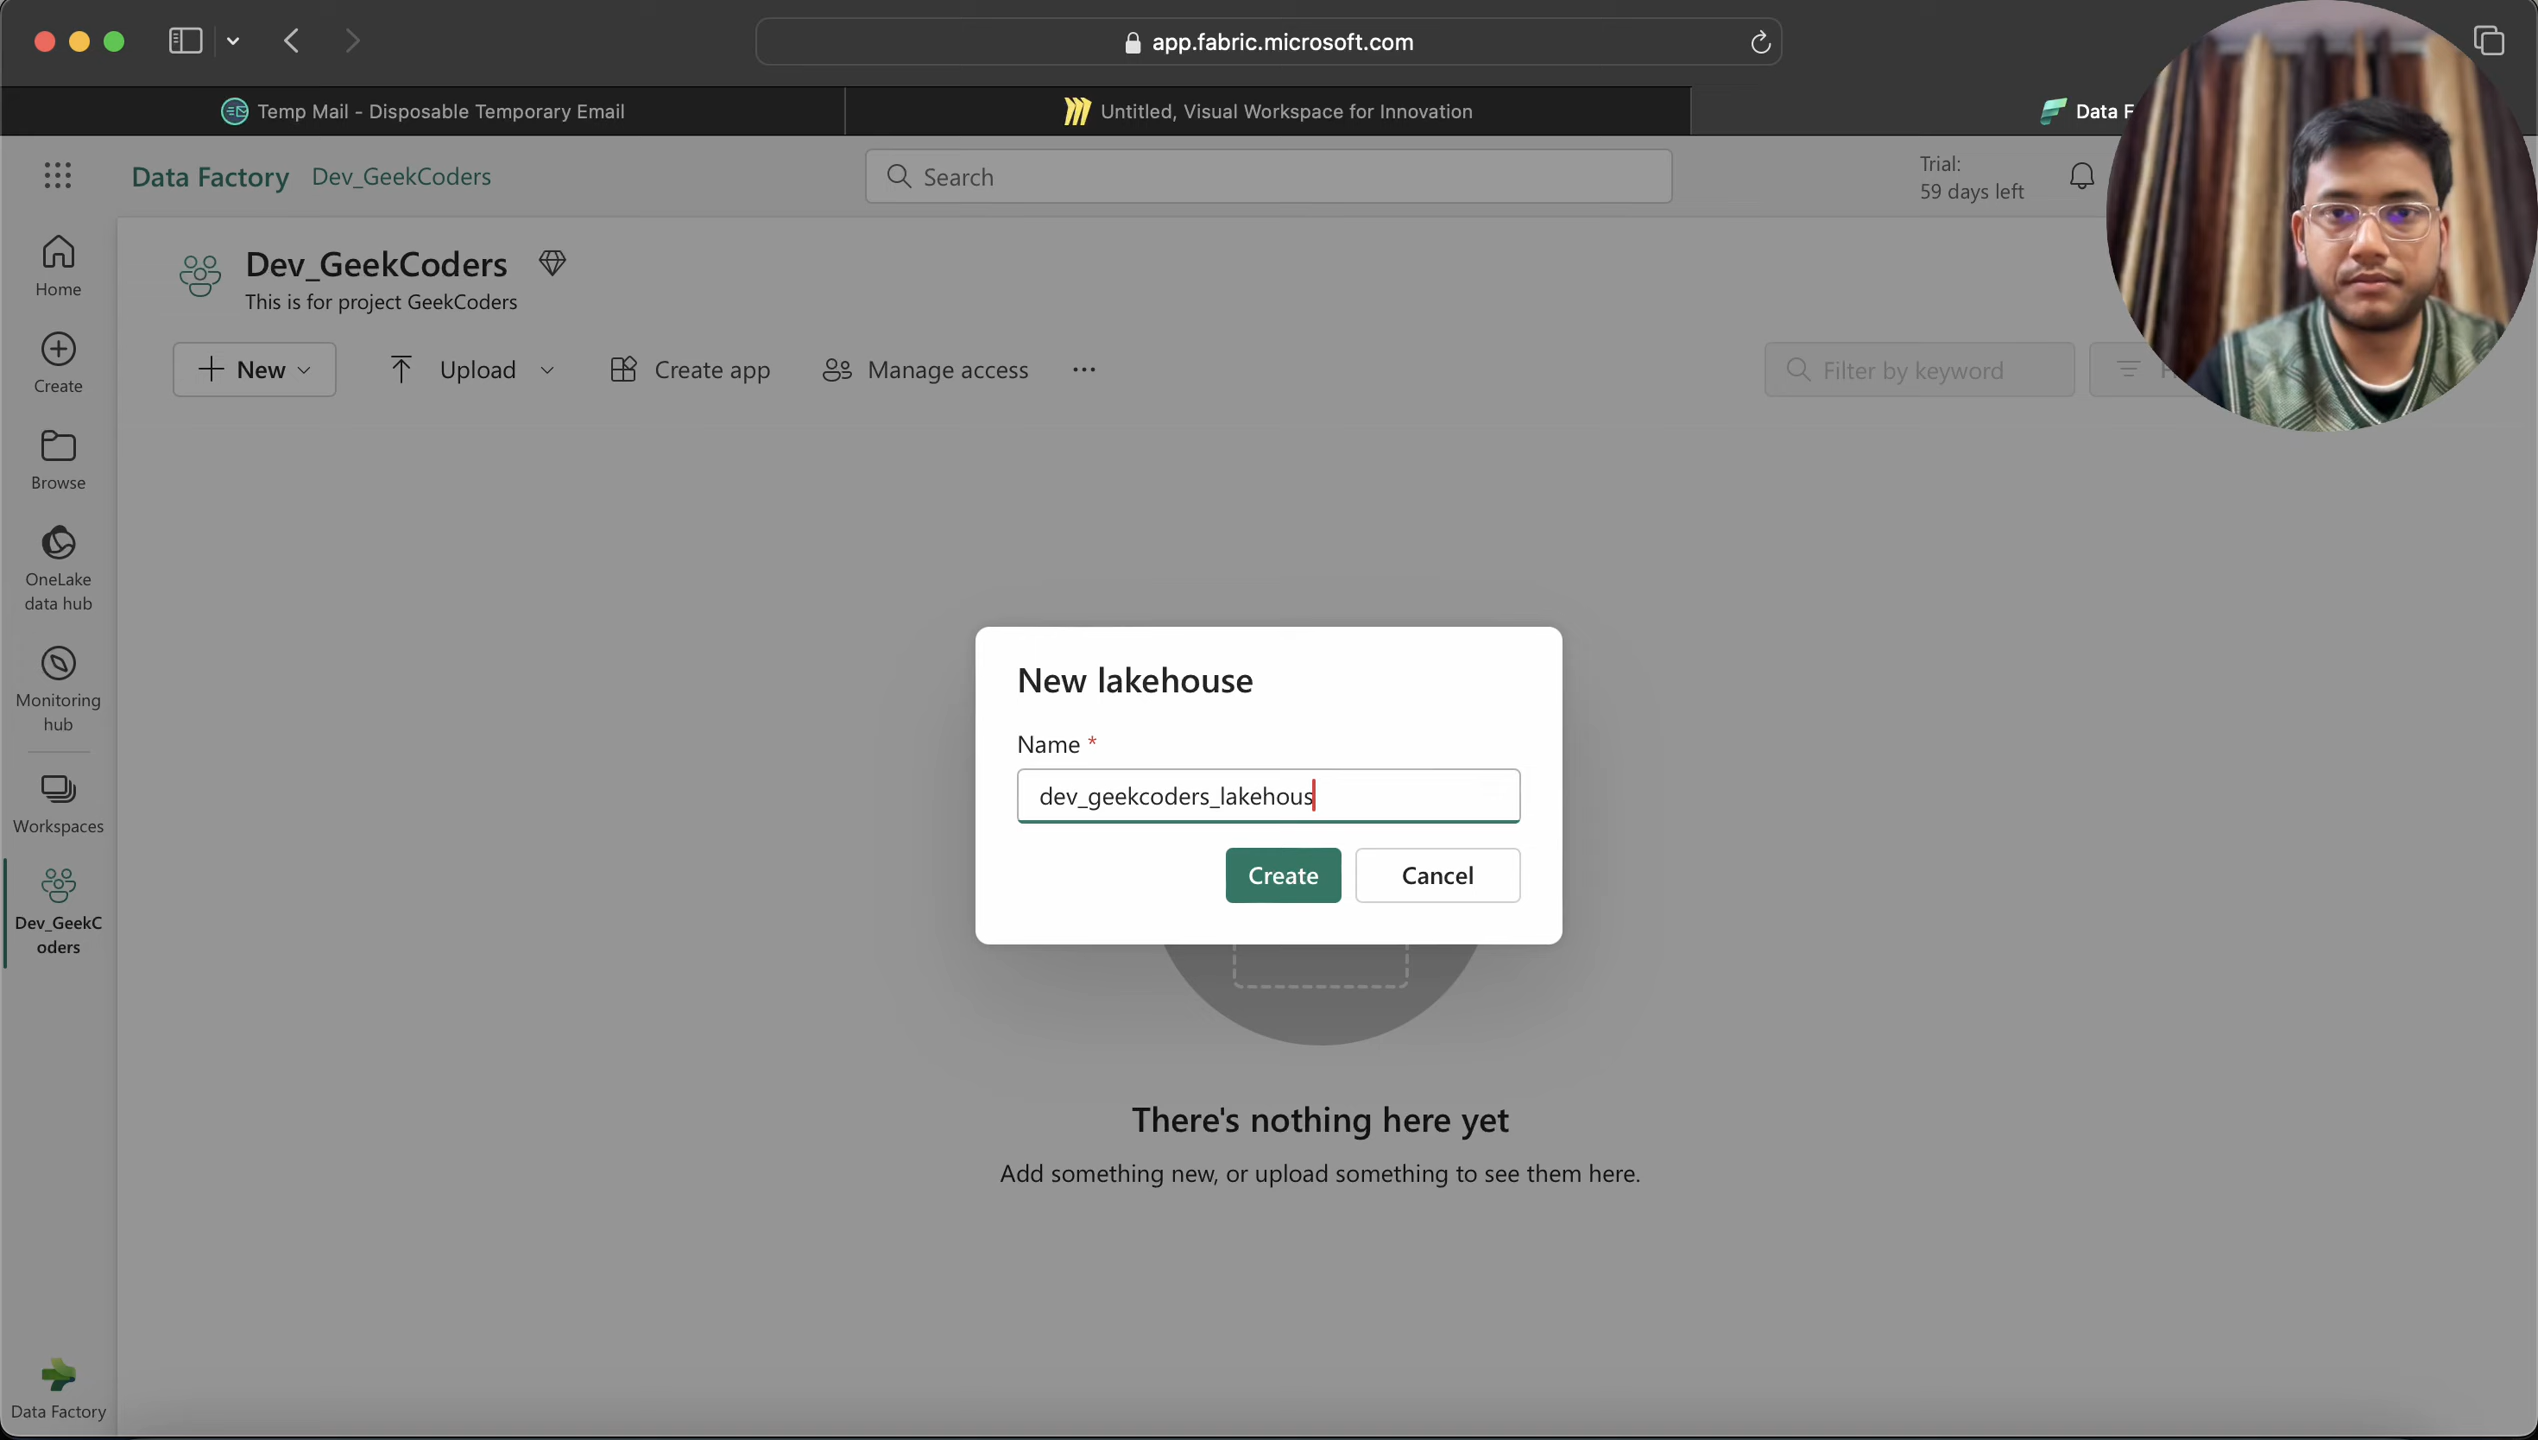 app.fabric.microsoft.com
Temp Mail - Disposable Temporary Email
Untitled, Visual Workspace for Innovation
Data F
Data Factory
Dev_GeekCoders
Search
Trial:
59 days left
Home
Create
Browse
OneLake
data hub
Monitoring
hub
Workspaces
Dev_GeekC
oders
Data Factory
Dev_GeekCoders
This is for project GeekCoders
New
Upload
Create app
Manage access
Filter by keyword
New lakehouse
Name *
dev_geekcoders_lakehous
Create
Cancel
There's nothing here yet
Add something new, or upload something to see them here.